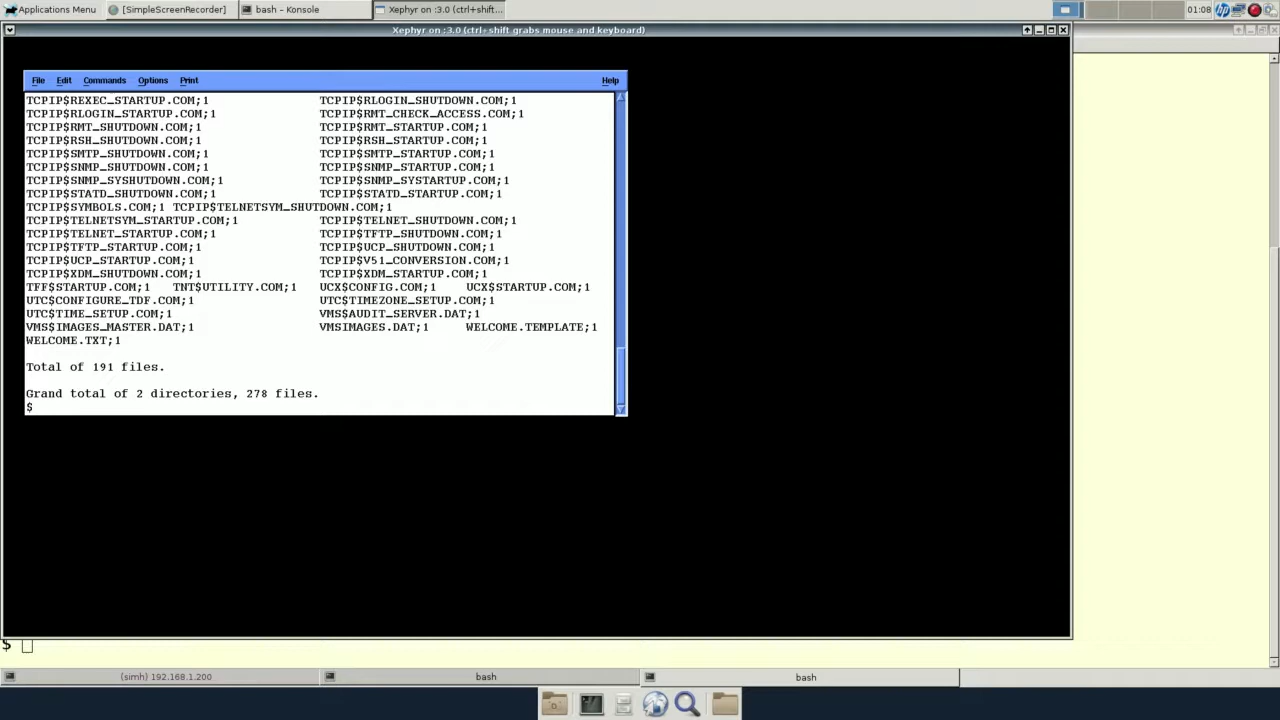 Applications Menu [SimpleScreenRecorder] bash - Konsole Xephyr on :3.0 (ctrl+shift... 01:08
Xephyr on :3.0 (ctrl+shift grabs mouse and keyboard)
File Edit Commands Options Print Help
TCPIP$REXEC_STARTUP.COM;1 TCPIP$RLOGIN_SHUTDOWN.COM;1
TCPIP$RLOGIN_STARTUP.COM;1 TCPIP$RMT_CHECK_ACCESS.COM;1
TCPIP$RMT_SHUTDOWN.COM;1 TCPIP$RMT_STARTUP.COM;1
TCPIP$RSH_SHUTDOWN.COM;1 TCPIP$RSH_STARTUP.COM;1
TCPIP$SMTP_SHUTDOWN.COM;1 TCPIP$SMTP_STARTUP.COM;1
TCPIP$SNMP_SHUTDOWN.COM;1 TCPIP$SNMP_STARTUP.COM;1
TCPIP$SNMP_SYSHUTDOWN.COM;1 TCPIP$SNMP_SYSTARTUP.COM;1
TCPIP$STATD_SHUTDOWN.COM;1 TCPIP$STATD_STARTUP.COM;1
TCPIP$SYMBOLS.COM;1 TCPIP$TELNETSYM_SHUTDOWN.COM;1
TCPIP$TELNETSYM_STARTUP.COM;1 TCPIP$TELNET_SHUTDOWN.COM;1
TCPIP$TELNET_STARTUP.COM;1 TCPIP$TFTP_SHUTDOWN.COM;1
TCPIP$TFTP_STARTUP.COM;1 TCPIP$UCP_SHUTDOWN.COM;1
TCPIP$UCP_STARTUP.COM;1 TCPIP$V51_CONVERSION.COM;1
TCPIP$XDM_SHUTDOWN.COM;1 TCPIP$XDM_STARTUP.COM;1
TFF$STARTUP.COM;1 TNT$UTILITY.COM;1 UCX$CONFIG.COM;1 UCX$STARTUP.COM;1
UTC$CONFIGURE_TDF.COM;1 UTC$TIMEZONE_SETUP.COM;1
UTC$TIME_SETUP.COM;1 VMS$AUDIT_SERVER.DAT;1
VMS$IMAGES_MASTER.DAT;1 VMSIMAGES.DAT;1 WELCOME.TEMPLATE;1
WELCOME.TXT;1
Total of 191 files.
Grand total of 2 directories, 278 files.
$
$
(simh) 192.168.1.200 bash bash